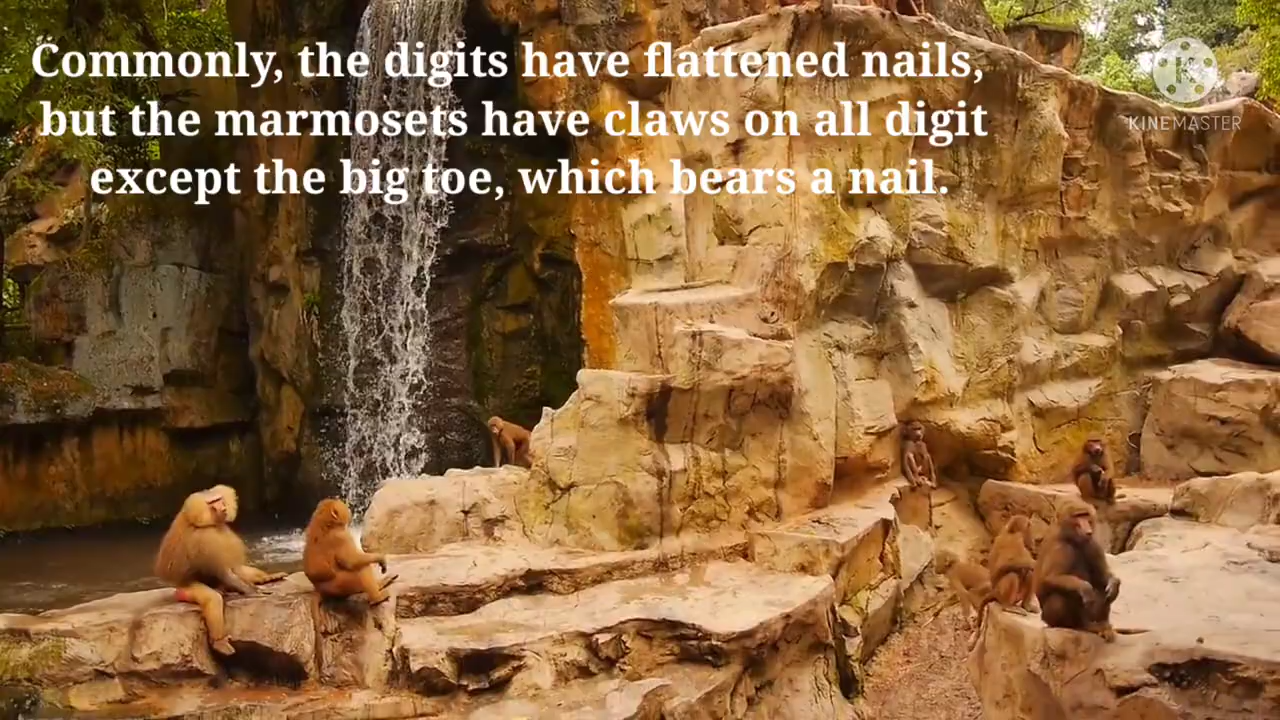 Commonly, the digits have flattened nails,
but the marmosets have claws on all digit
except the big toe, which bears a nail.
K
KINEMASTER